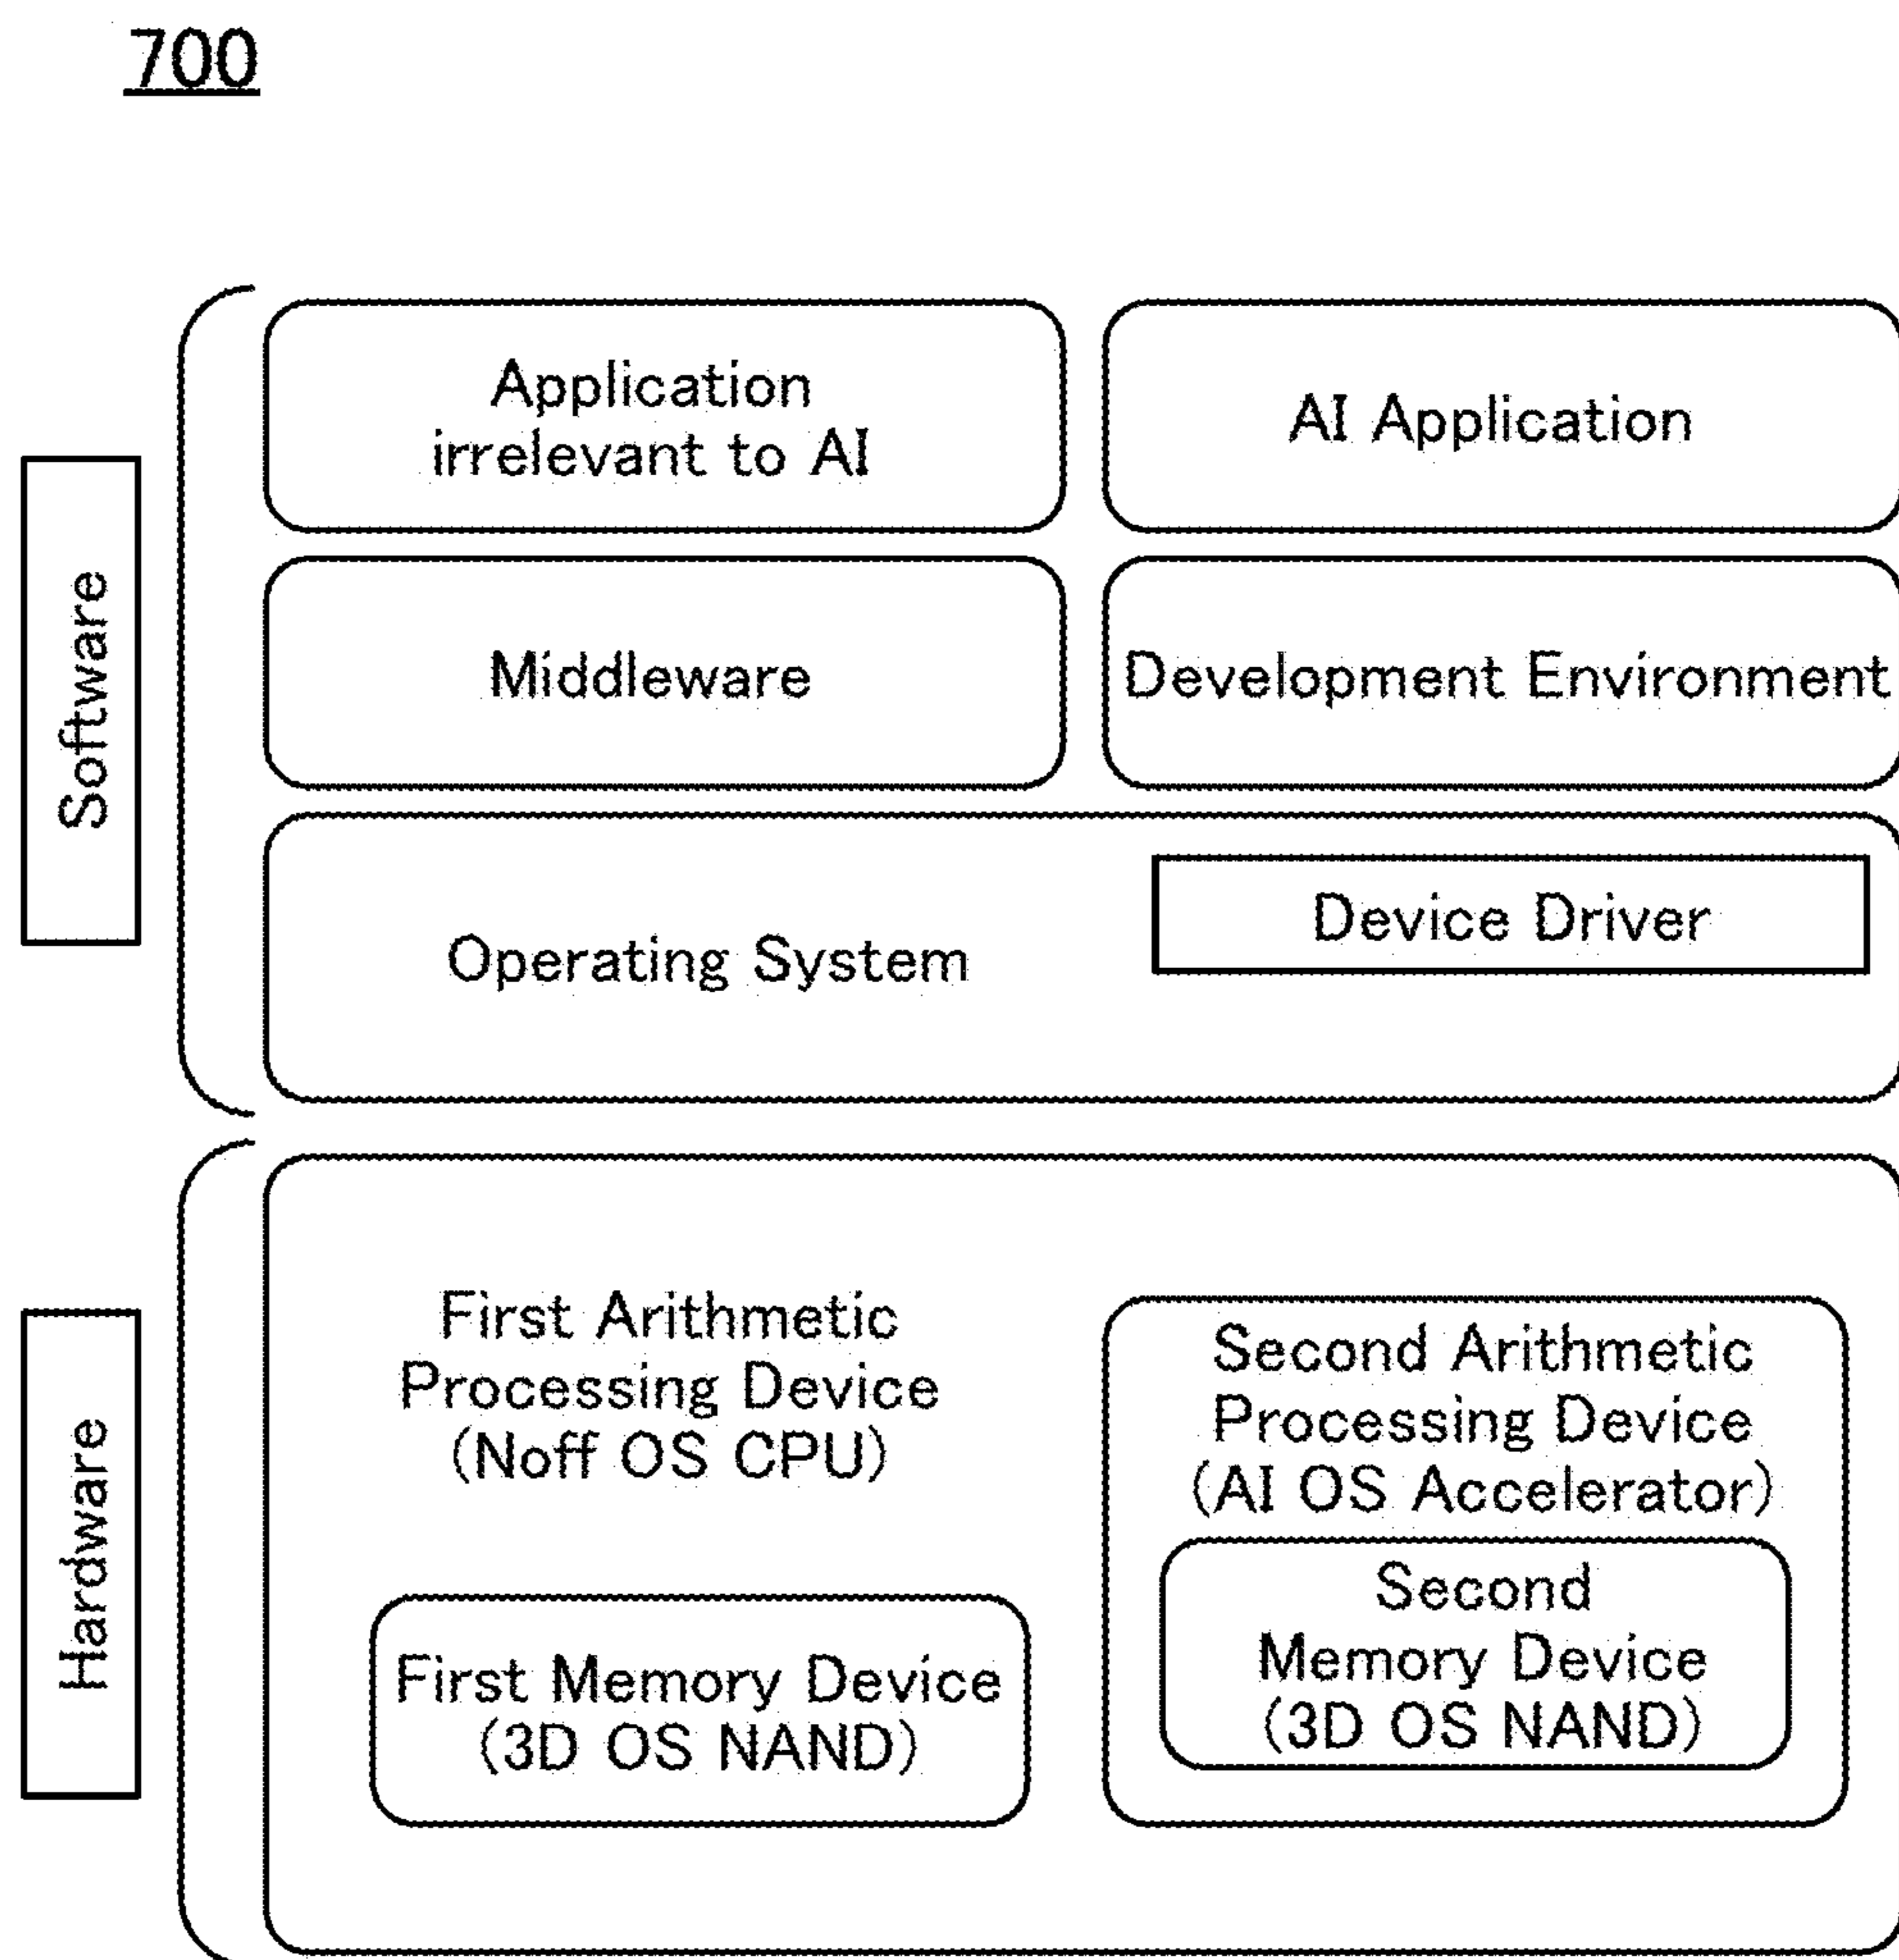 700
Software
Application
irrelevant to AI
AI Application
Middleware
Development Environment
Operating System
Device Driver
Hardware
First Arithmetic
Processing Device
(Noff OS CPU)
First Memory Device
(3D OS NAND)
Second Arithmetic
Processing Device
(AI OS Accelerator)
Second
Memory Device
(3D OS NAND)